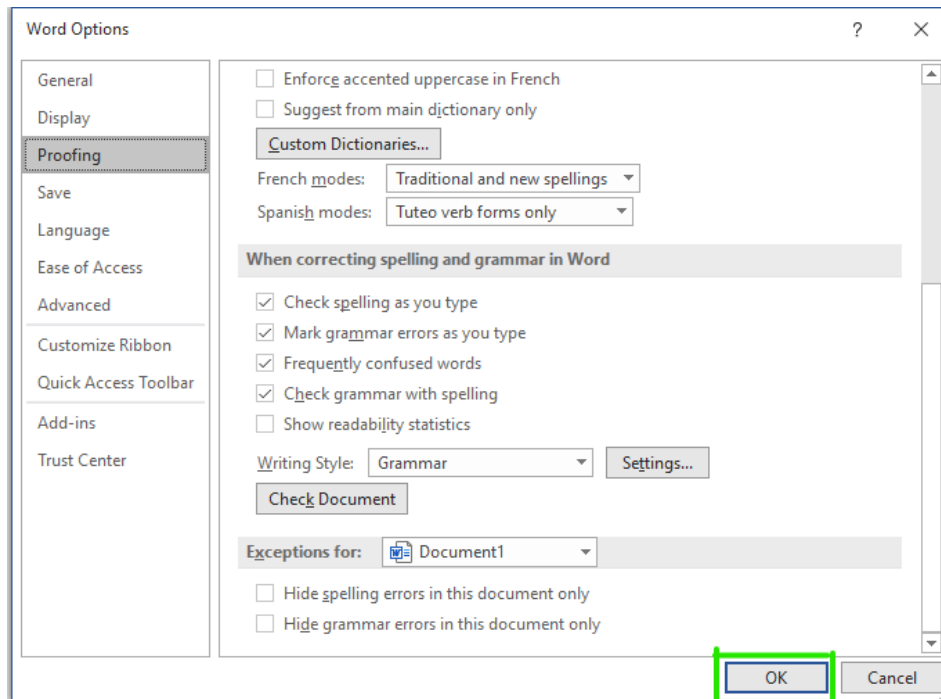 Word Options
?
General
Display
Proofing
Save
Language
Ease of Access
Advanced
Customize Ribbon
Quick Access Toolbar
Add-ins
Trust Center
Enforce accented uppercase in French
Suggest from main dictionary only
Custom Dictionaries...
French modes: Traditional and new spellings
Spanish modes: Tuteo verb forms only
When correcting spelling and grammar in Word
Check spelling as you type
Mark grammar errors as you type
Frequently confused words
Check grammar with spelling
Show readability statistics
Writing Style: Grammar Settings...
Check Document
Exceptions for: Document1
Hide spelling errors in this document only
Hide grammar errors in this document only
OK Cancel